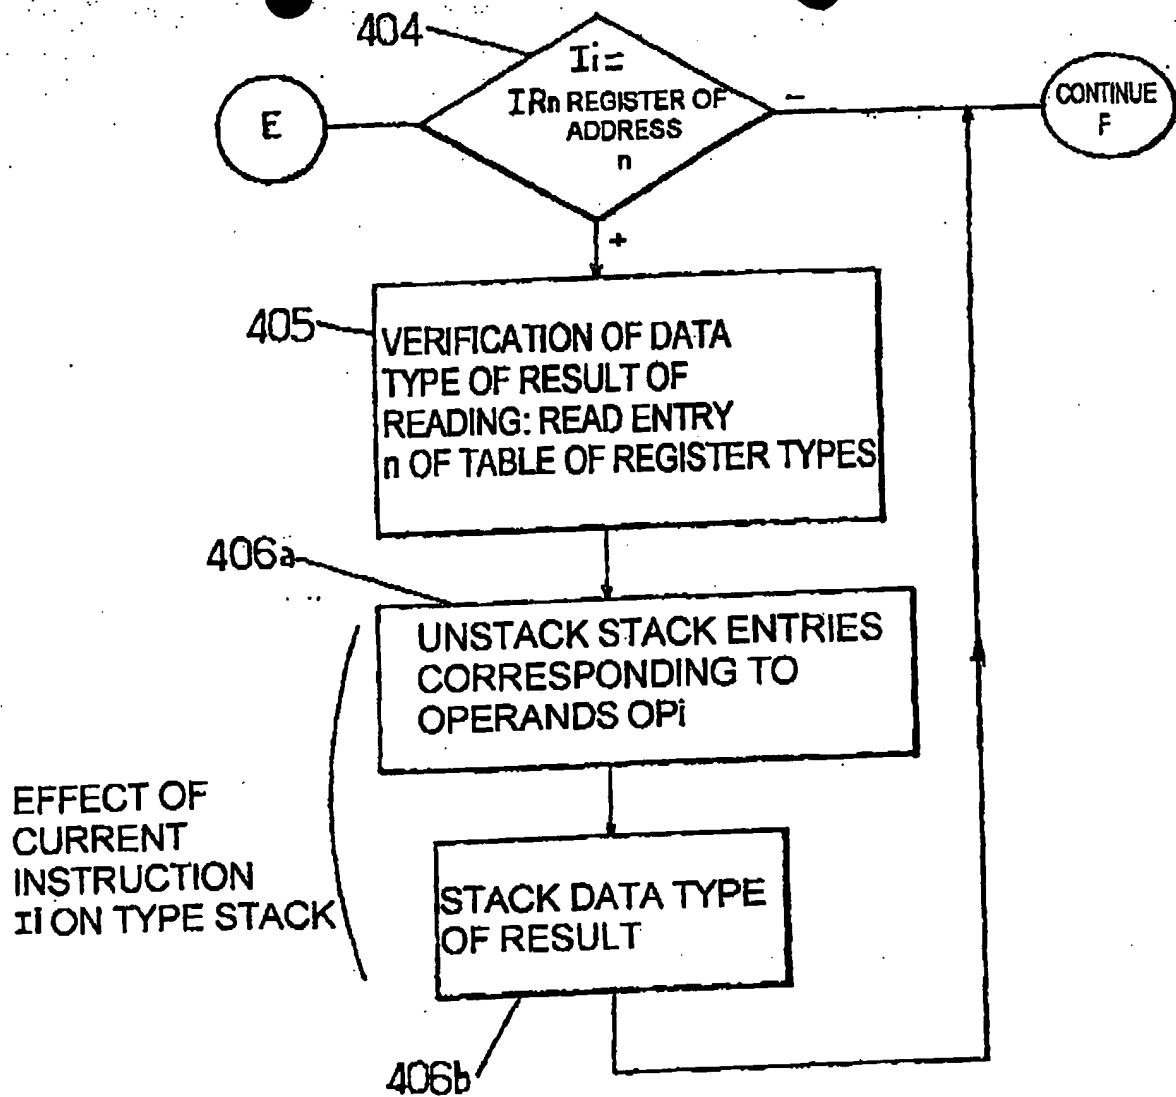 404
Ii=
IRn REGISTER OF
ADDRESS
n
E
-
CONTINUE
F
+
405
VERIFICATION OF DATA
TYPE OF RESULT OF
READING: READ ENTRY
n OF TABLE OF REGISTER TYPES
406a
UNSTACK STACK ENTRIES
CORRESPONDING TO
OPERANDS OPi
EFFECT OF
CURRENT
INSTRUCTION
Ii ON TYPE STACK
STACK DATA TYPE
OF RESULT
406b